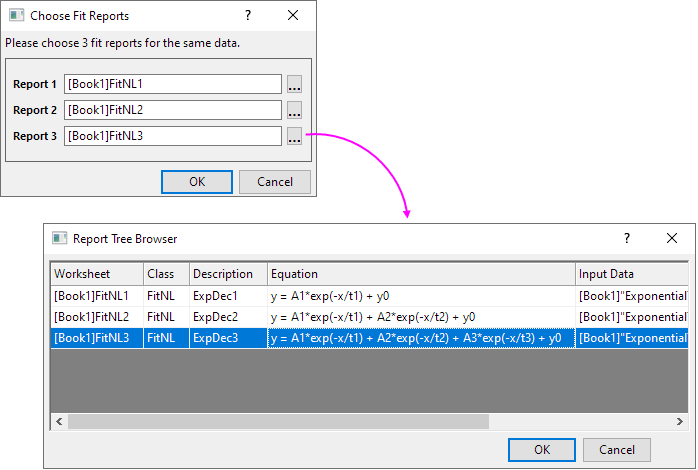 Choose Fit Reports
Please choose 3 fit reports for the same data.
Report 1 [Book1]FitNL1 ...
Report 2 [Book1]FitNL2 ...
Report 3 [Book1]FitNL3 ...
OK Cancel
Report Tree Browser
Worksheet Class Description Equation Input Data
[Book1]FitNL1 FitNL ExpDec1 y = A1*exp(-x/t1) + y0 [Book1]"Exponential
[Book1]FitNL2 FitNL ExpDec2 y = A1*exp(-x/t1) + A2*exp(-x/t2) + y0 [Book1]"Exponential
[Book1]FitNL3 FitNL ExpDec3 y = A1*exp(-x/t1) + A2*exp(-x/t2) + A3*exp(-x/t3) + y0 [Book1]"Exponential
OK Cancel